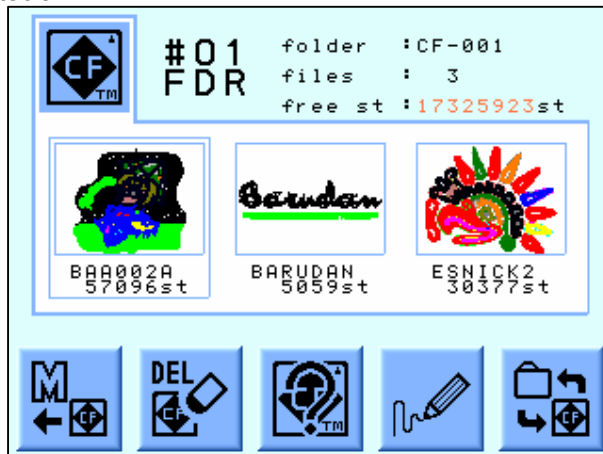 CF
TM
#01
FDR
folder :CF-001
files : 3
free st :17325923st
Barudan
BAA002A
57096st
BARUDAN
5059st
ESNICK2
30377st
M
CF
DEL
CF
TM
CF